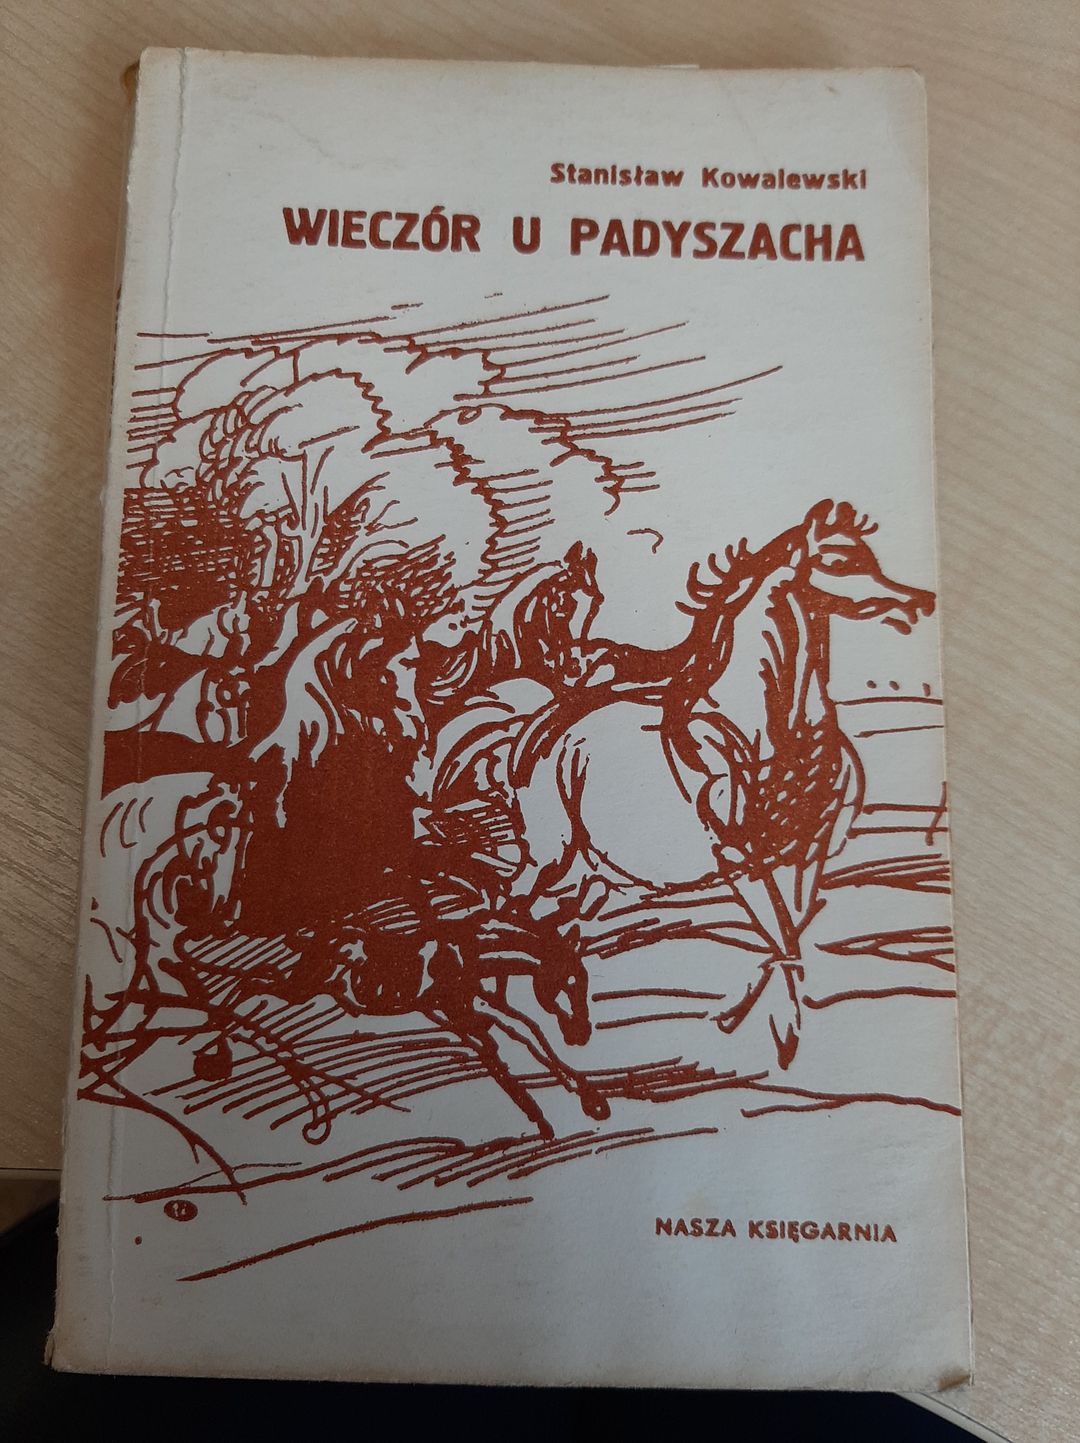 Stanisław Kowalewski
WIECZÓR U PADYSZACHA
NASZA KSIĘGARNIA